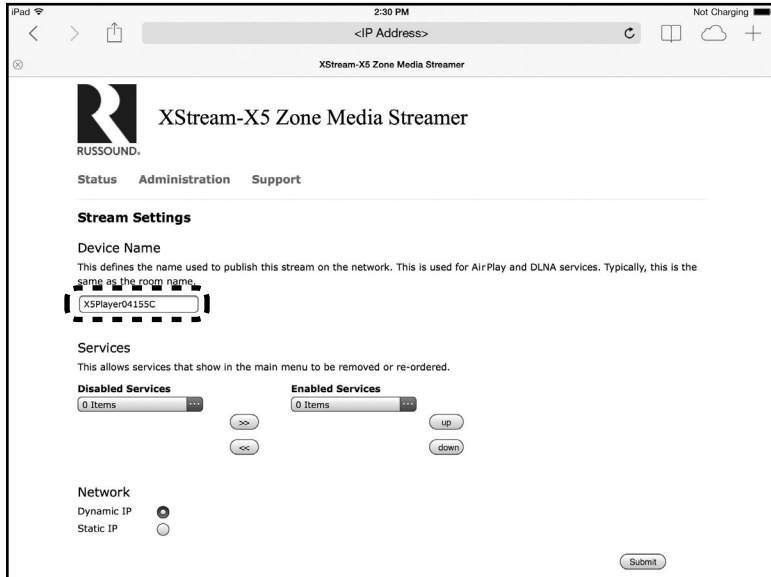 iPad 2:30 PM Not Charging
<IP Address>
XStream-X5 Zone Media Streamer
XStream-X5 Zone Media Streamer
RUSSOUND®
Status Administration Support
Stream Settings
Device Name
This defines the name used to publish this stream on the network. This is used for AirPlay and DLNA services. Typically, this is the
same as the room name.
X5Player04155C
Services
This allows services that show in the main menu to be removed or re-ordered.
Disabled Services Enabled Services
0 Items ... 0 Items ...
>> up
<< down
Network
Dynamic IP
Static IP
Submit